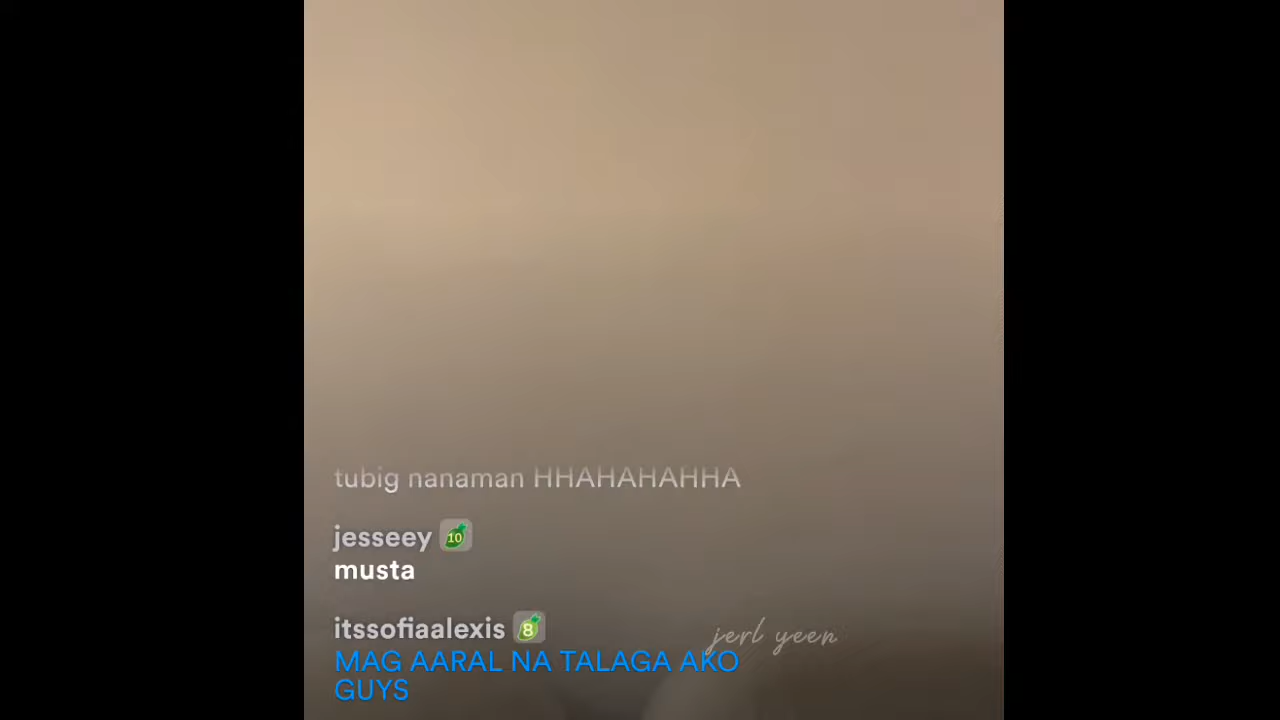 tubig nanaman HHAHAHAHHA
jesseey 10
musta
itssofiaalexis 8
jerl yeen
MAG AARAL NA TALAGA AKO
GUYS